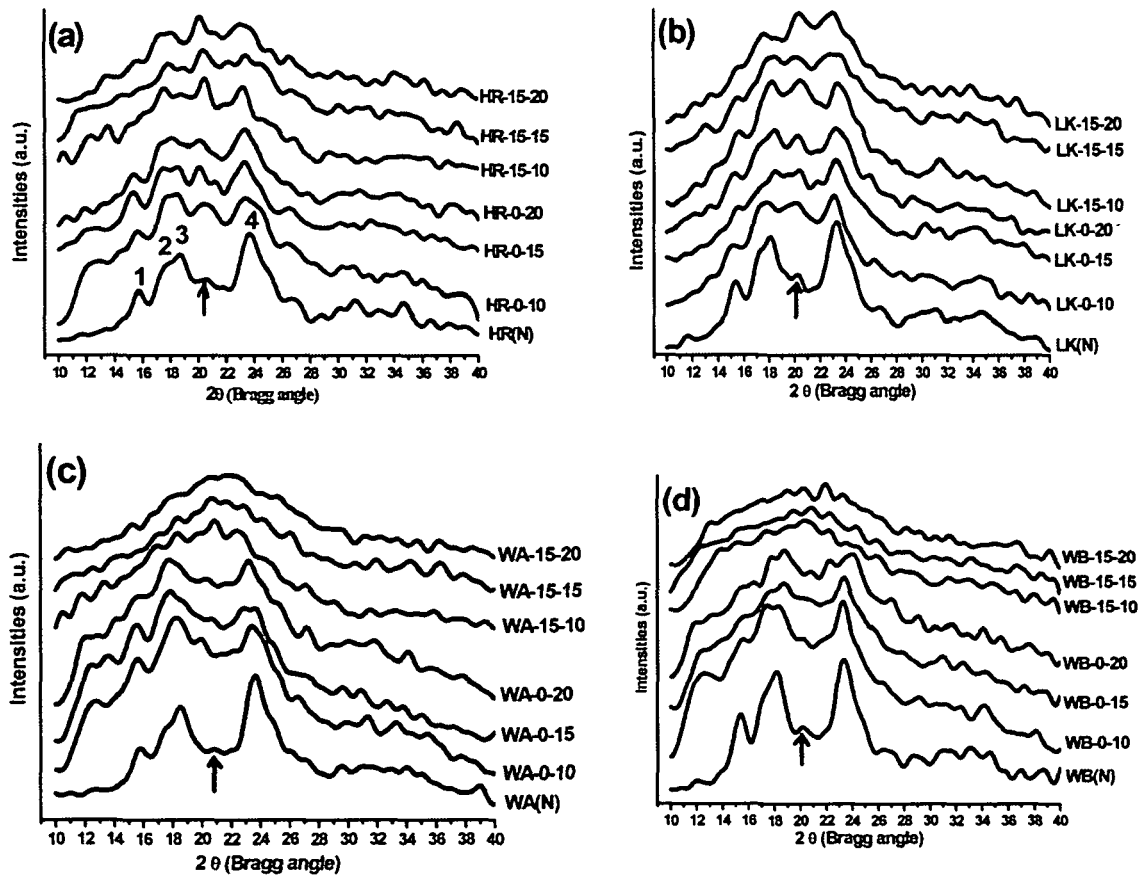 (a)
Intensities (a.u.)
HR-15-20
HR-15-15
HR-15-10
HR-0-20
HR-0-15
HR-0-10
HR(N)
1
2
3
4
10 12 14 16 18 20 22 24 26 28 30 32 34 36 38 40
2θ (Bragg angle)
(b)
Intensities (a.u.)
LK-15-20
LK-15-15
LK-15-10
LK-0-20
LK-0-15
LK-0-10
LK(N)
10 12 14 16 18 20 22 24 26 28 30 32 34 36 38 40
2 θ (Bragg angle)
(c)
Intensities (a.u.)
WA-15-20
WA-15-15
WA-15-10
WA-0-20
WA-0-15
WA-0-10
WA(N)
10 12 14 16 18 20 22 24 26 28 30 32 34 36 38 40
2 θ (Bragg angle)
(d)
Intensities (a.u.)
WB-15-20
WB-15-15
WB-15-10
WB-0-20
WB-0-15
WB-0-10
WB(N)
10 12 14 16 18 20 22 24 26 28 30 32 34 36 38 40
2 θ (Bragg angle)